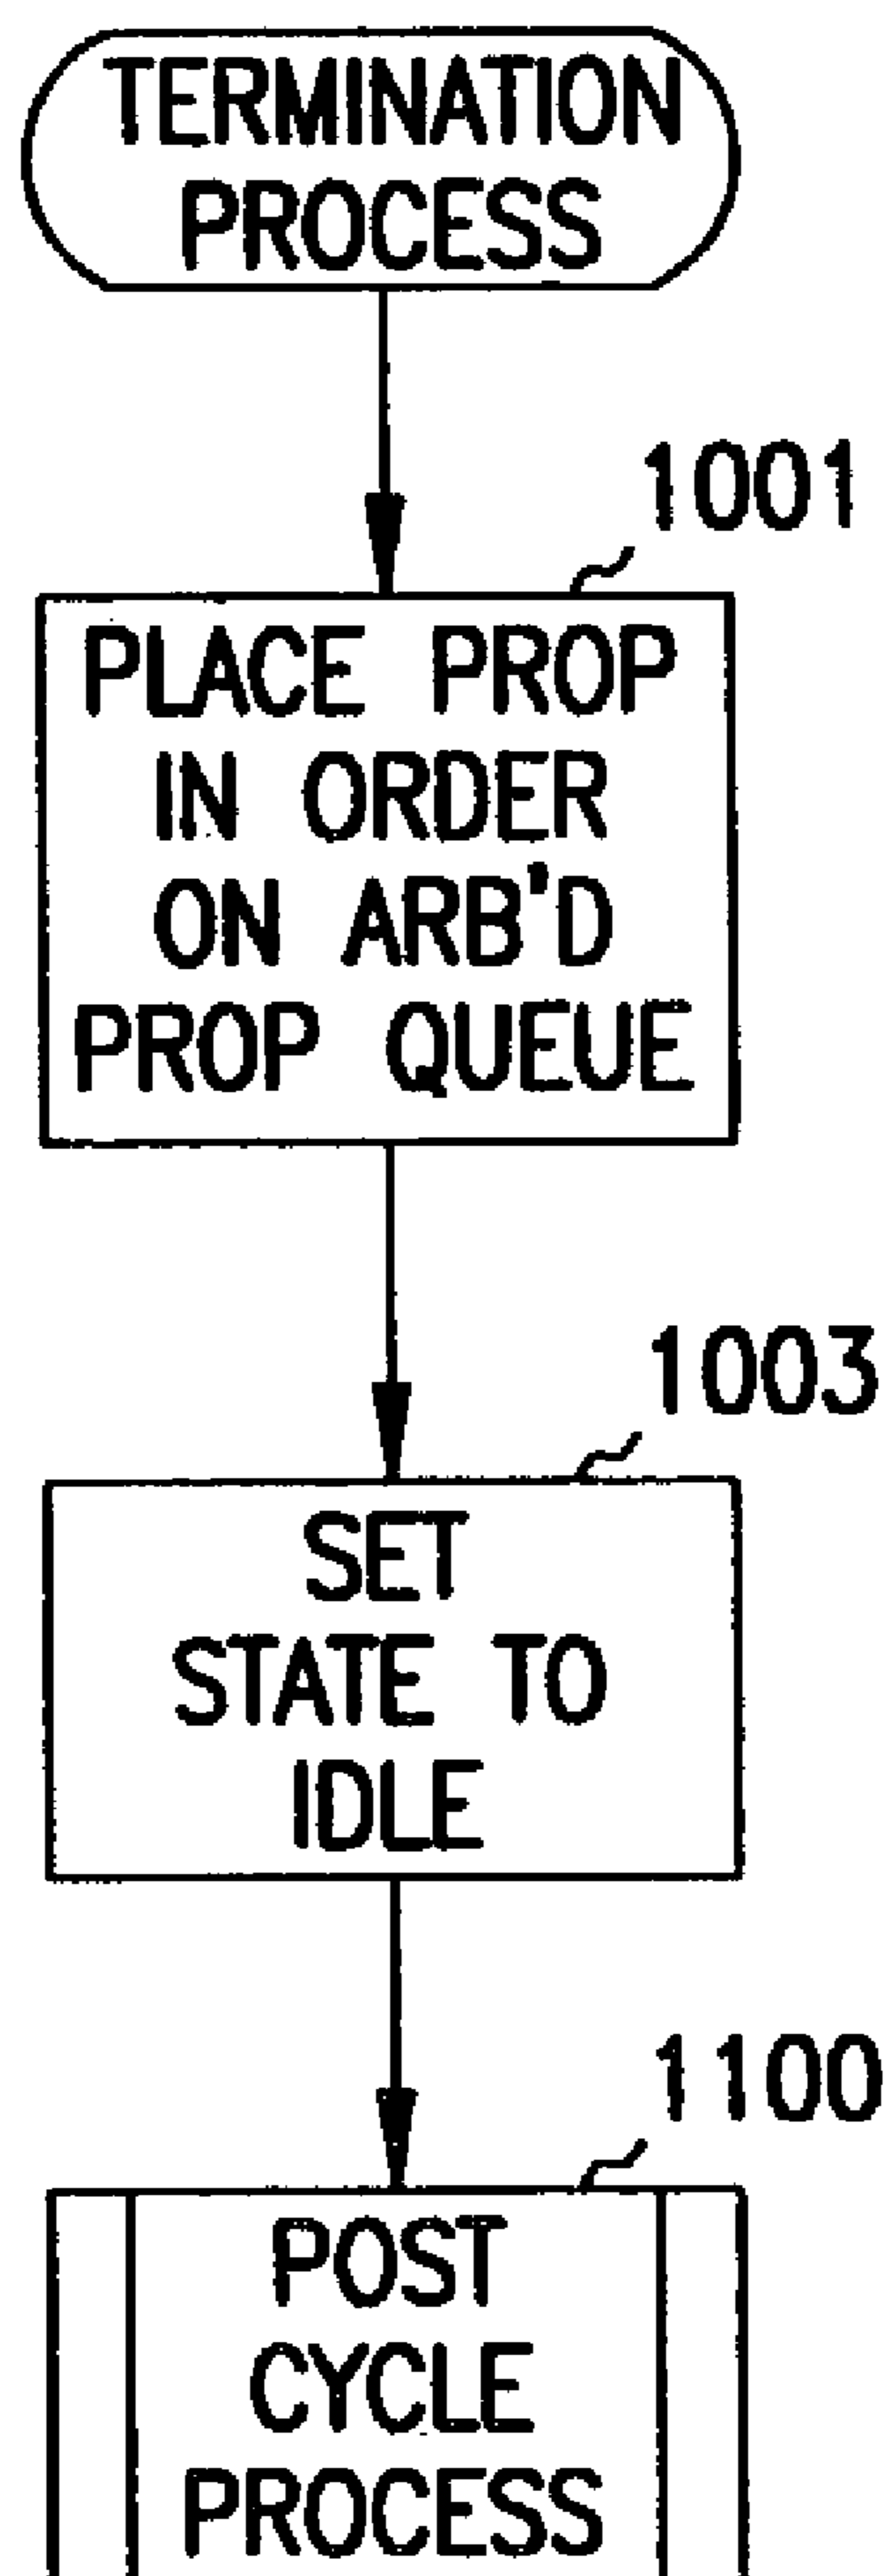 TERMINATION
PROCESS
1001
PLACE PROP
IN ORDER
ON ARB'D
PROP QUEUE
1003
SET
STATE TO
IDLE
1100
POST
CYCLE
PROCESS